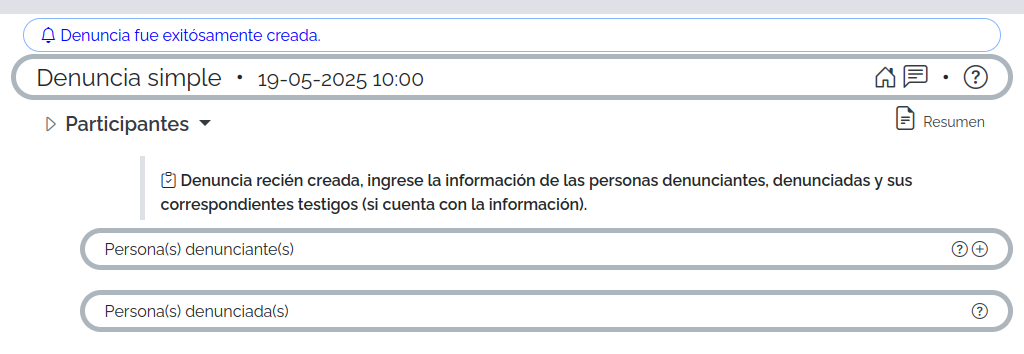 Denuncia fue exitósamente creada.
Denuncia simple • 19-05-2025 10:00
Participantes
Resumen
Denuncia recién creada, ingrese la información de las personas denunciantes, denunciadas y sus
correspondientes testigos (si cuenta con la información).
Persona(s) denunciante(s)
Persona(s) denunciada(s)